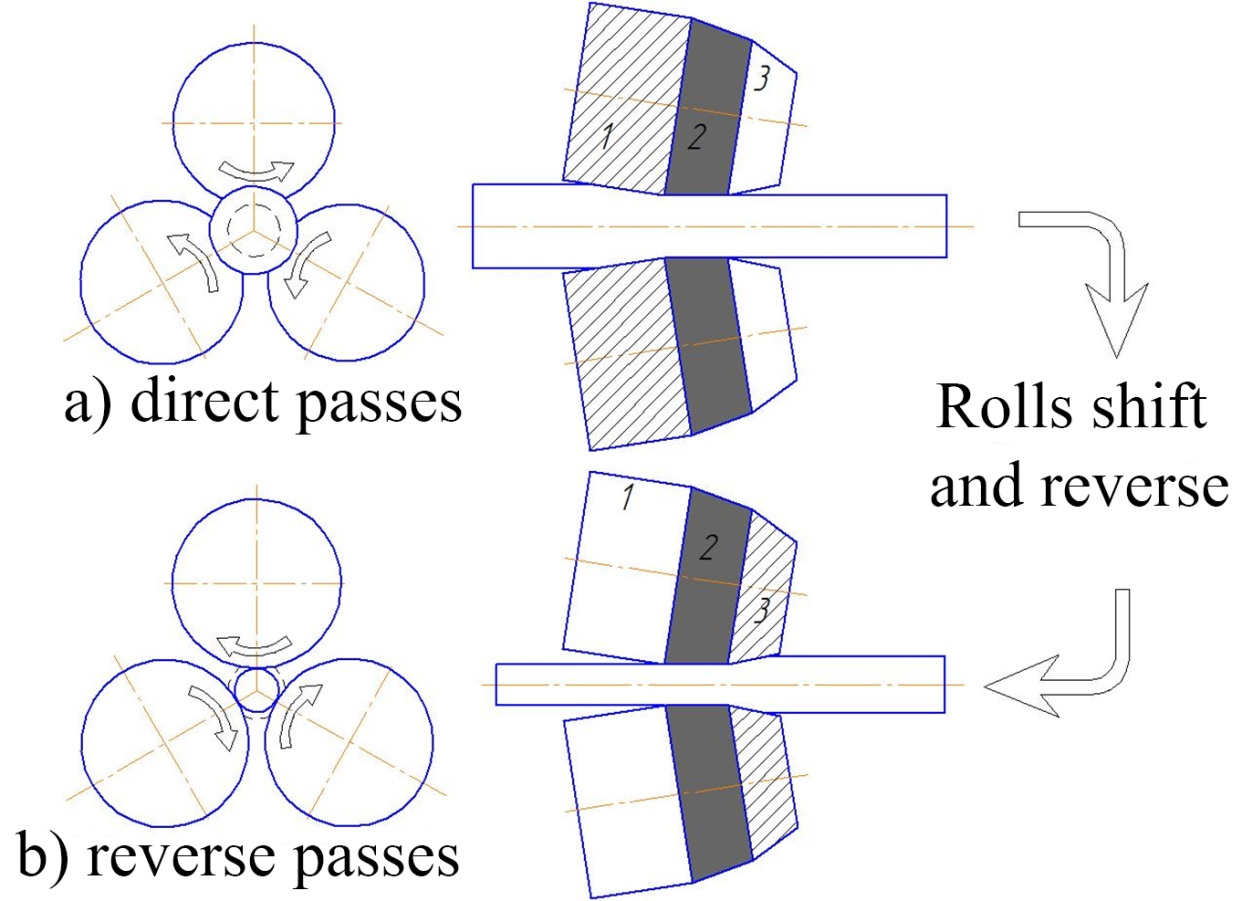 1
2
3
a) direct passes
Rolls shift
and reverse
1
2
3
b) reverse passes